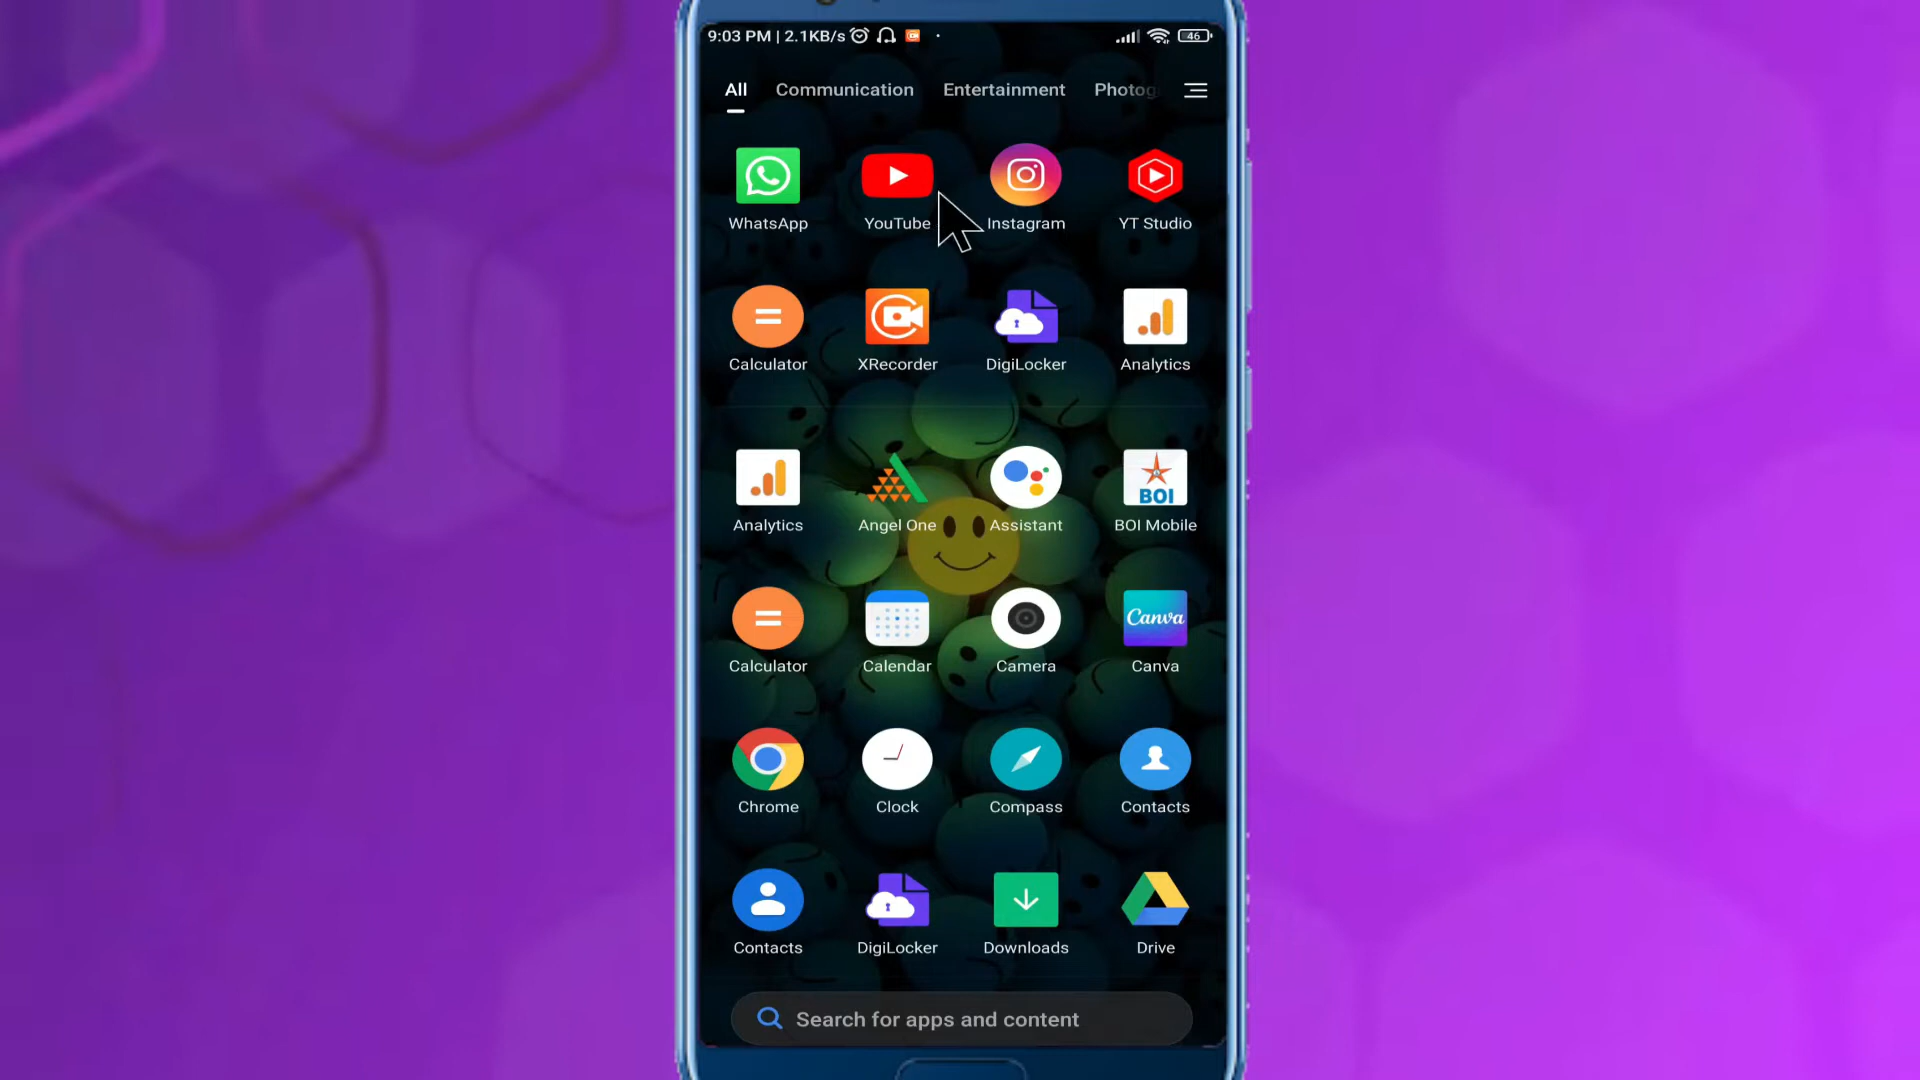 9:03 PM | 2.1KB/s 46
All Communication Entertainment Photog
WhatsApp YouTube Instagram YT Studio
Calculator XRecorder DigiLocker Analytics
BOI
Analytics Angel One Assistant BOI Mobile
Canva
Calculator Calendar Camera Canva
Chrome Clock Compass Contacts
Contacts DigiLocker Downloads Drive
Search for apps and content